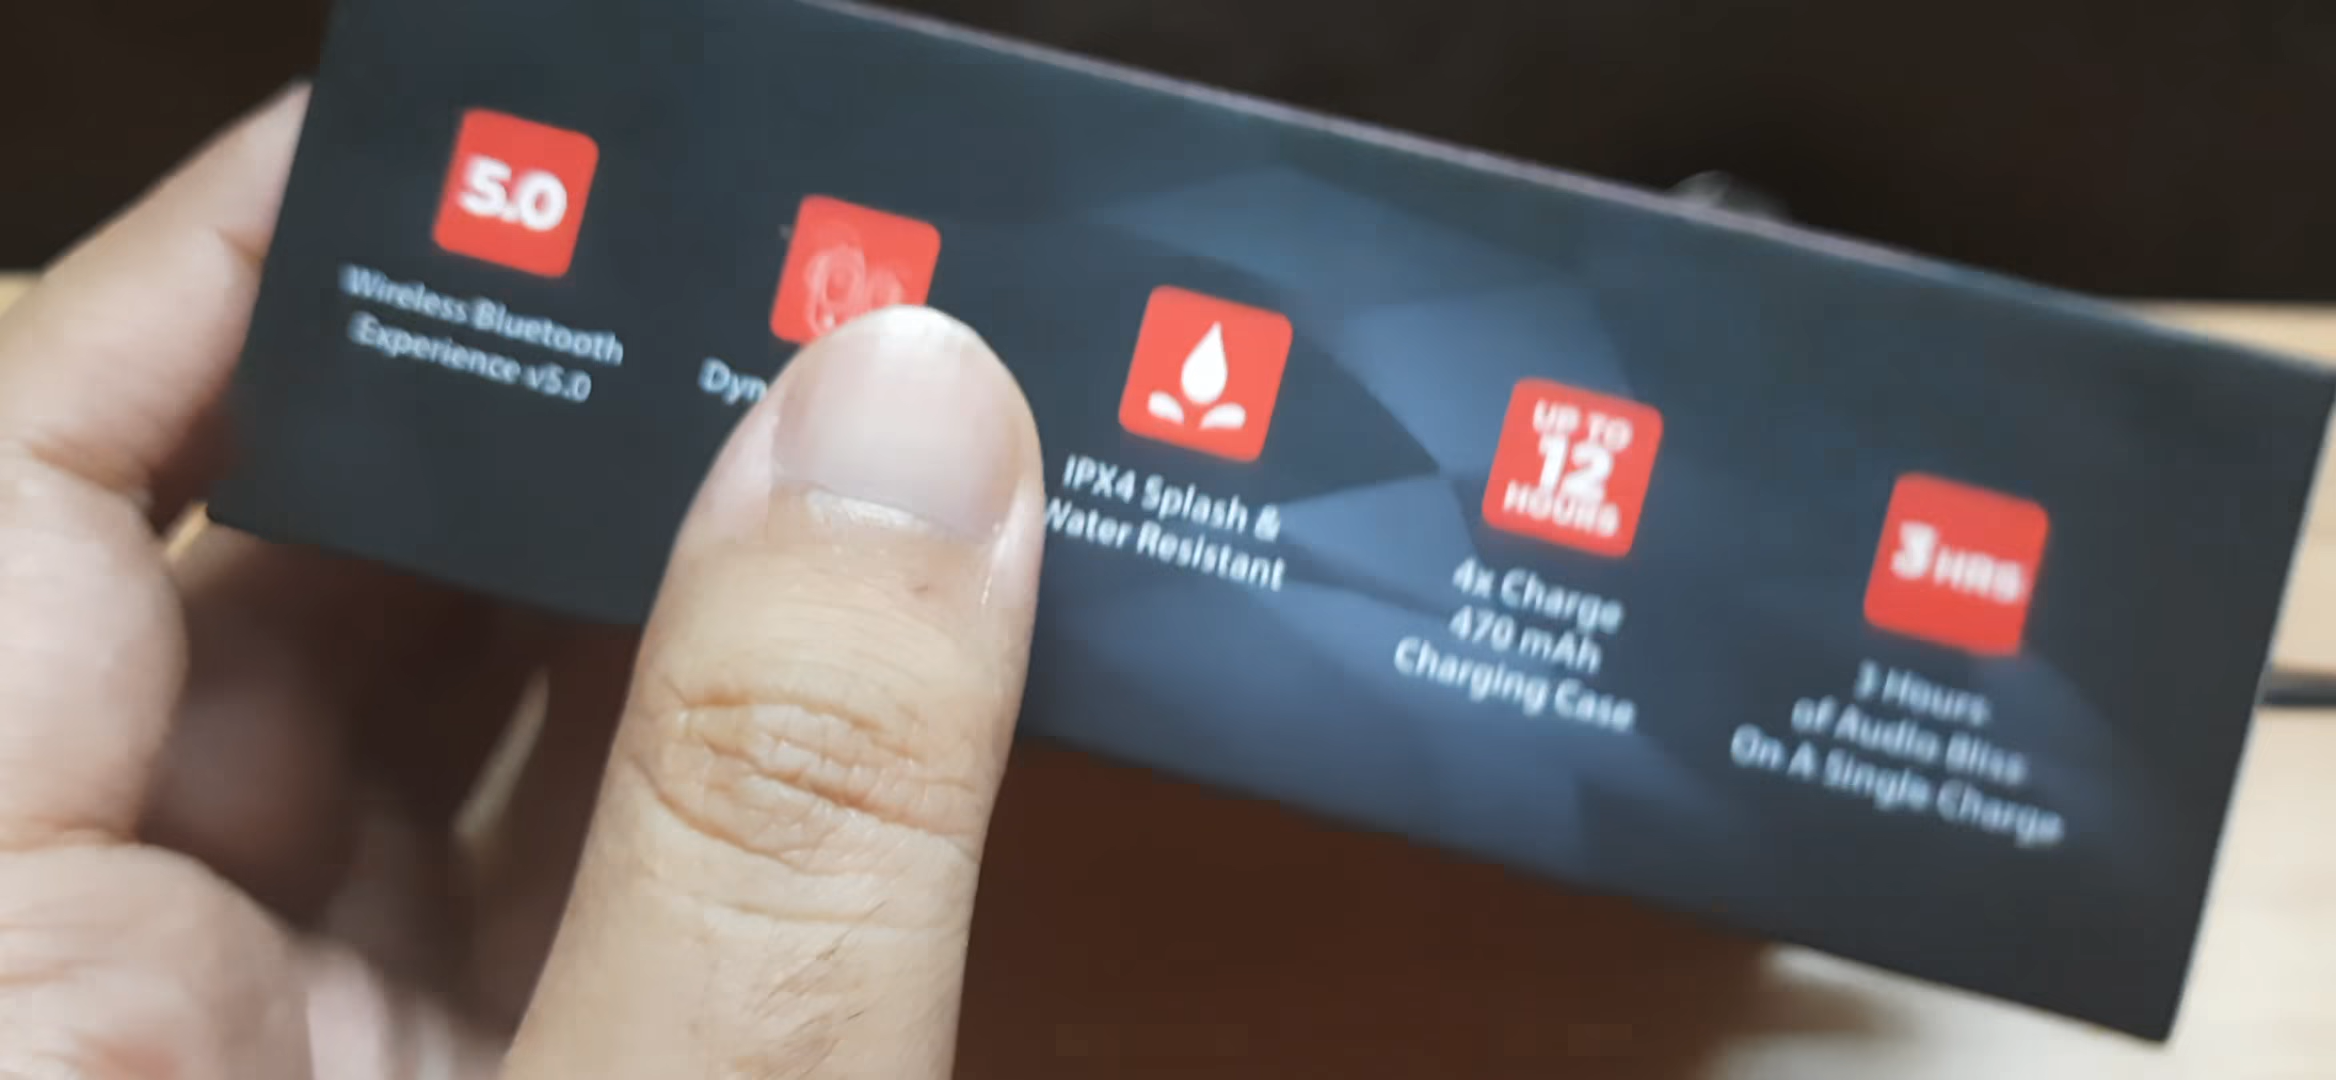 5.0
Wireless Bluetooth
Experience v5.0
Dyn
IPX4 Splash &
Water Resistant
UP TO
12
HOURS
4x Charge
470 mAh
Charging Case
3 HRS
3 Hours
of Audio Bliss
On A Single Charge